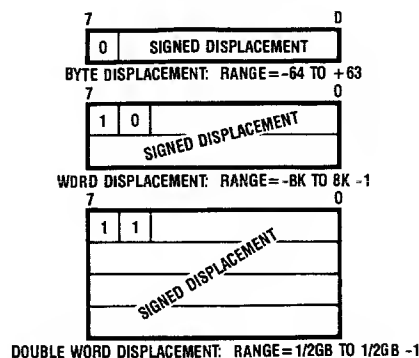 7 0
0 SIGNED DISPLACEMENT
BYTE DISPLACEMENT: RANGE=-64 TO +63
7 0
1 0
SIGNED DISPLACEMENT
WORD DISPLACEMENT: RANGE=-8K TO 8K -1
7 0
1 1
SIGNED DISPLACEMENT
DOUBLE WORD DISPLACEMENT: RANGE=1/2GB TO 1/2GB -1